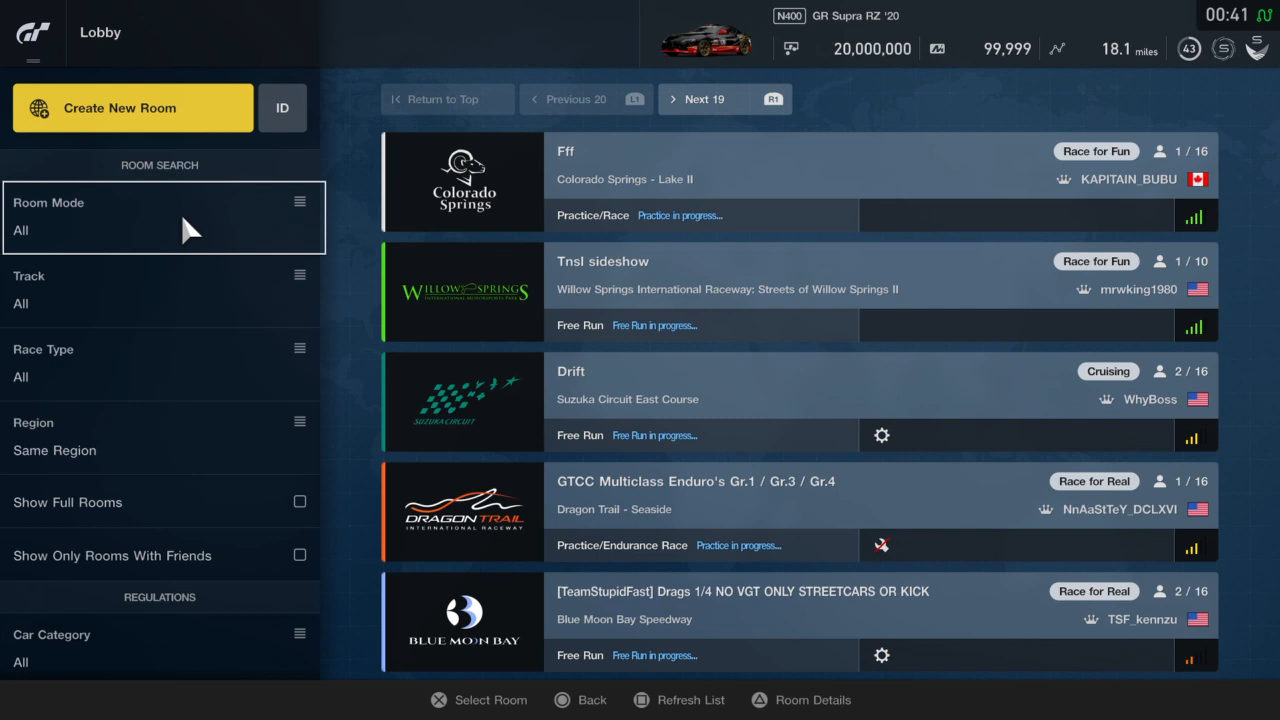 GT
Lobby
N400 GR Supra RZ '20
20,000,000
99,999
18.1 miles
43
S
S
00:41
Create New Room
ID
ROOM SEARCH
Room Mode
All
Track
All
Race Type
All
Region
Same Region
Show Full Rooms
Show Only Rooms With Friends
REGULATIONS
Car Category
All
Return to Top
Previous 20 L1
Next 19 R1
Colorado Springs
Fff
Race for Fun 1 / 16
Colorado Springs - Lake II
KAPITAIN_BUBU
Practice/Race Practice in progress...
WILLOW SPRINGS
INTERNATIONAL MOTORSPORTS PARK
Tnsl sideshow
Race for Fun 1 / 10
Willow Springs International Raceway: Streets of Willow Springs II
mrwking1980
Free Run Free Run in progress...
SUZUKA CIRCUIT
Drift
Cruising 2 / 16
Suzuka Circuit East Course
WhyBoss
Free Run Free Run in progress...
DRAGON TRAIL
INTERNATIONAL RACEWAY
GTCC Multiclass Enduro's Gr.1 / Gr.3 / Gr.4
Race for Real 1 / 16
Dragon Trail - Seaside
NnAaStTeY_DCLXVI
Practice/Endurance Race Practice in progress...
BLUE MOON BAY
[TeamStupidFast] Drags 1/4 NO VGT ONLY STREETCARS OR KICK
Race for Real 2 / 16
Blue Moon Bay Speedway
TSF_kennzu
Free Run Free Run in progress...
Select Room
Back
Refresh List
Room Details